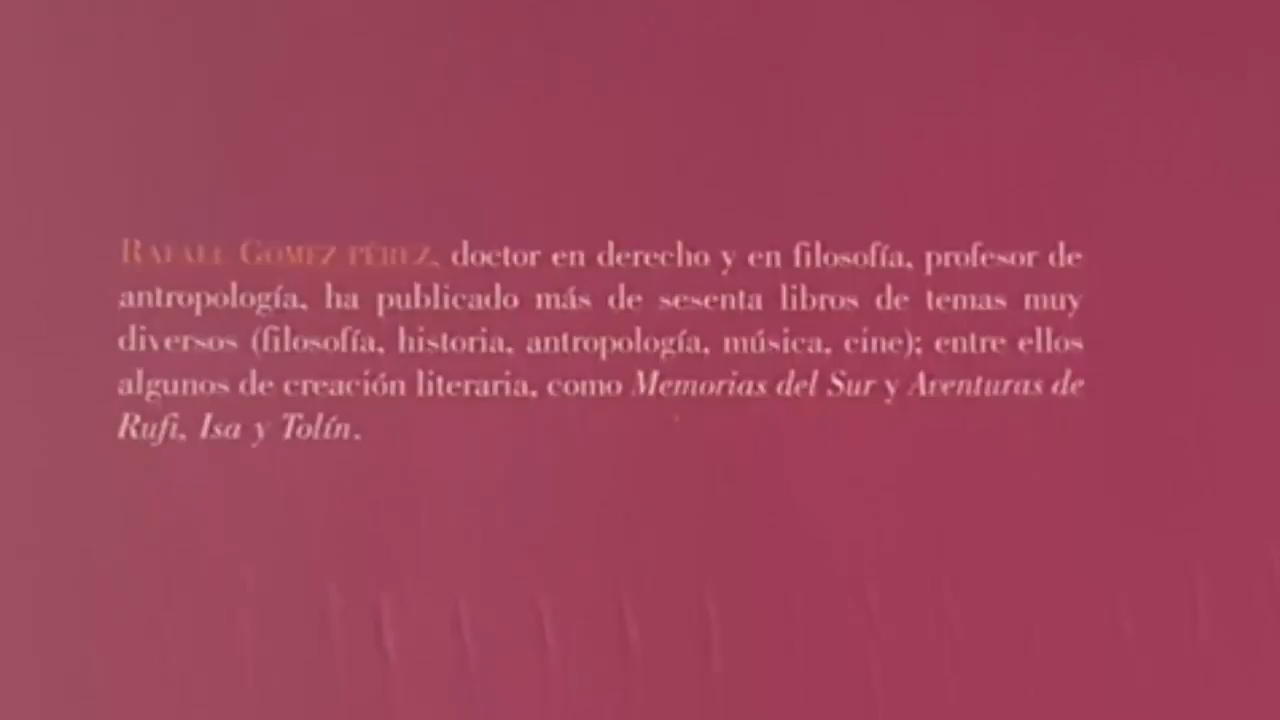 RAFAEL GÓMEZ PÉREZ, doctor en derecho y en filosofía, profesor de
antropología, ha publicado más de sesenta libros de temas muy
diversos (filosofía, historia, antropología, música, cine); entre ellos
algunos de creación literaria, como Memorias del Sur y Aventuras de
Rufi, Isa y Tolín.